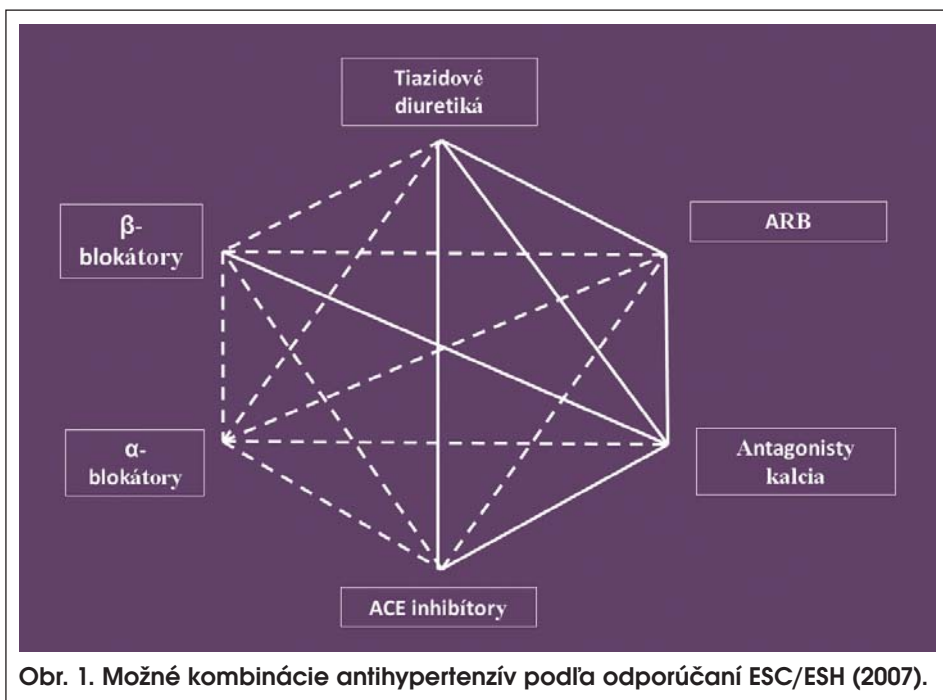 Tiazidové
diuretiká
β-
blokátory
ARB
α-
blokátory
Antagonisty
kalcia
ACE inhibítory
Obr. 1. Možné kombinácie antihypertenzív podľa odporúčaní ESC/ESH (2007).